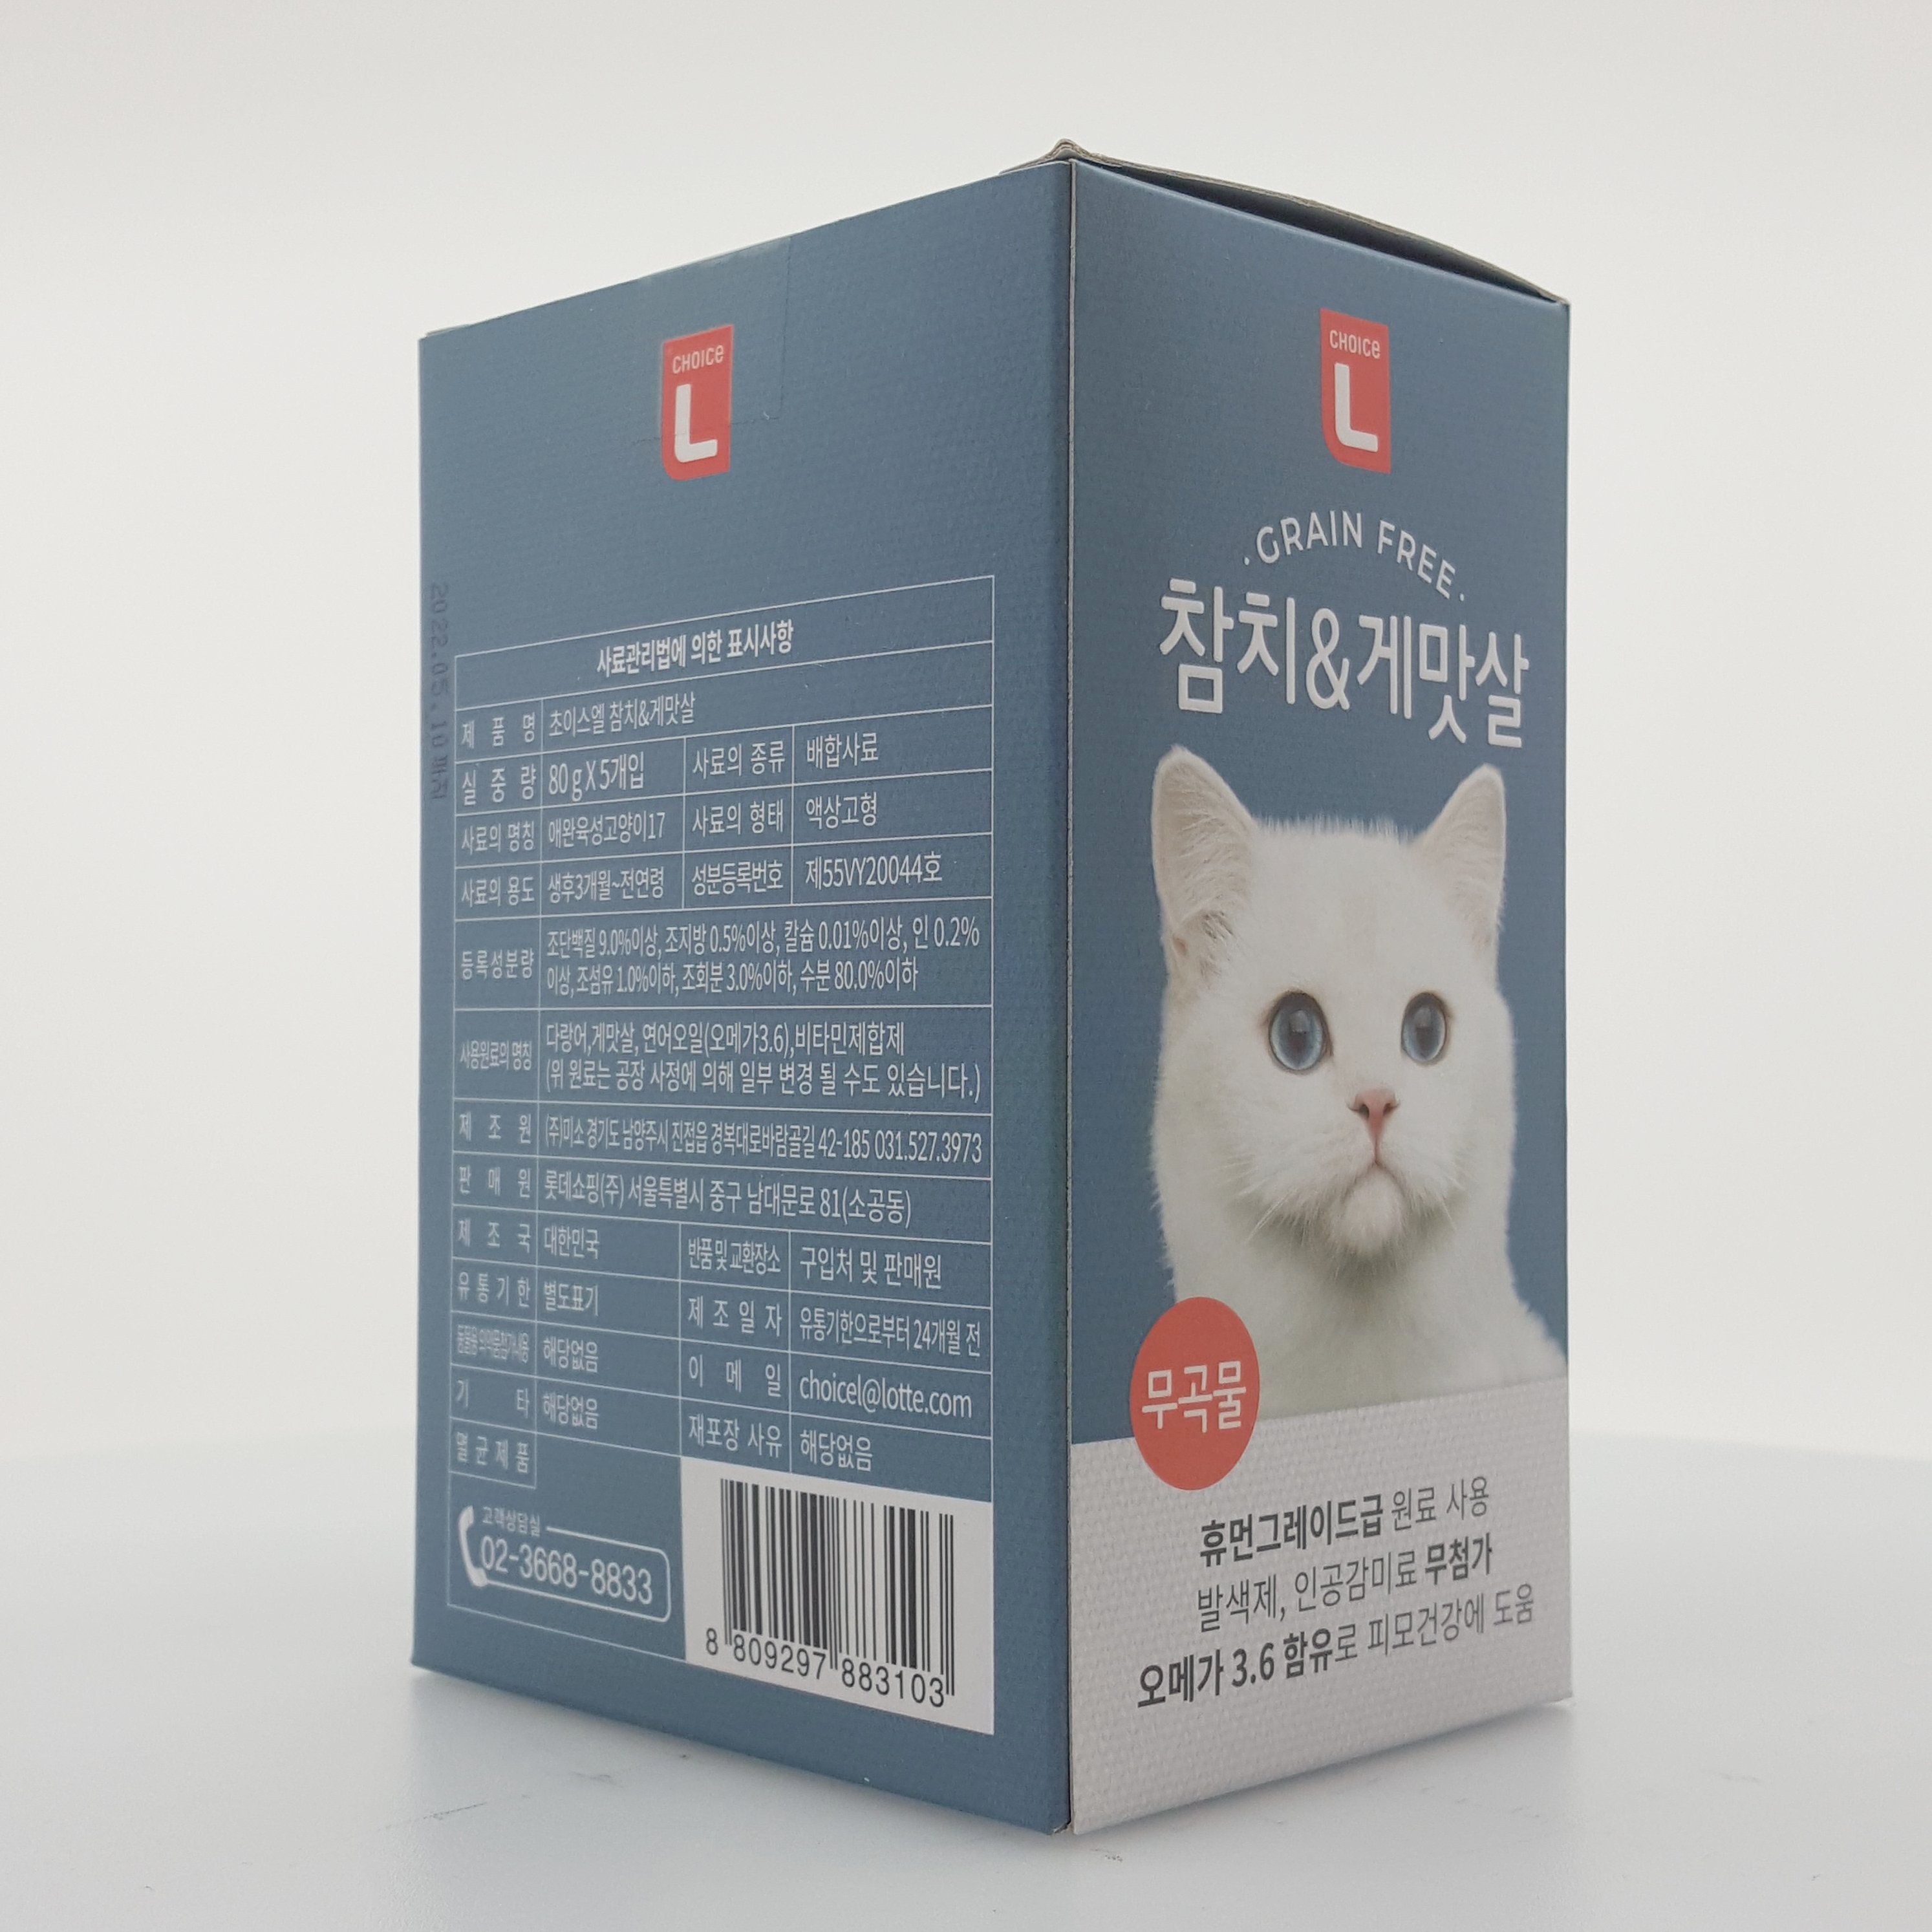 CHOICE
L
2022.05.10 까지
사료관리법에 의한 표시사항
제 품 명 초이스엘 참치&게맛살
실 중 량 80 g X 5개입 사료의 종류 배합사료
사료의 명칭 애완육성고양이17 사료의 형태 액상고형
사료의 용도 생후3개월~전연령 성분등록번호 제55VY20044호
등록성분량 조단백질 9.0%이상, 조지방 0.5%이상, 칼슘 0.01%이상, 인 0.2%
이상, 조섬유 1.0%이하, 조회분 3.0%이하, 수분 80.0%이하
사용원료의 명칭 다랑어,게맛살, 연어오일(오메가3.6),비타민제합제
(위 원료는 공장 사정에 의해 일부 변경 될 수도 있습니다.)
제 조 원 (주)미소 경기도 남양주시 진접읍 경복대로바람골길 42-185 031.527.3973
판 매 원 롯데쇼핑(주) 서울특별시 중구 남대문로 81(소공동)
제 조 국 대한민국 반품 및 교환장소 구입처 및 판매원
유 통 기 한 별도표기 제 조 일 자 유통기한으로부터 24개월 전
동물용 의약품첨가내용 해당없음 이 메 일 choicel@lotte.com
기 타 해당없음 재포장 사유 해당없음
멸 균 제 품
고객상담실
02-3668-8833
8 809297 883103
CHOICE
L
·GRAIN FREE·
참치&게맛살
무곡물
휴먼그레이드급 원료 사용
발색제, 인공감미료 무첨가
오메가 3.6 함유로 피모건강에 도움